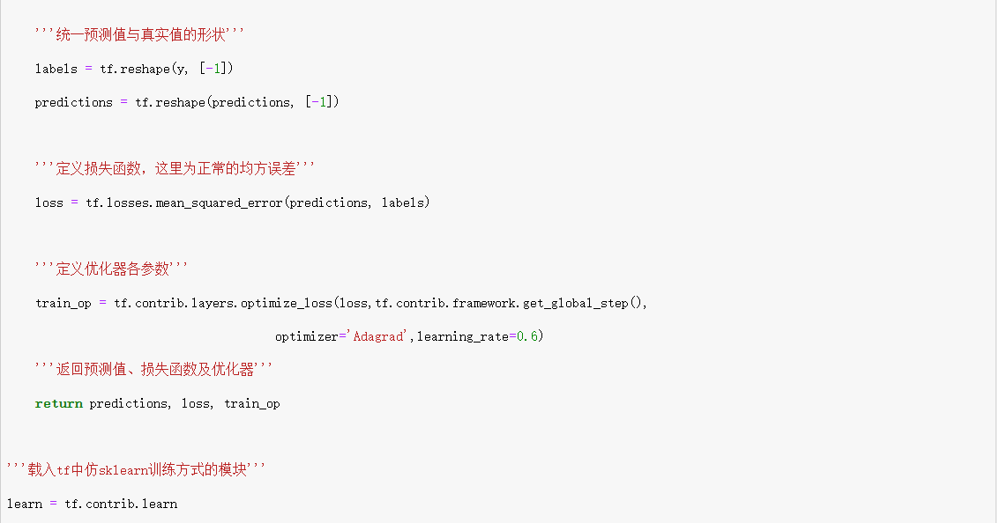 '''统一预测值与真实值的形状'''
labels = tf.reshape(y, [-1])
predictions = tf.reshape(predictions, [-1])
'''定义损失函数，这里为正常的均方误差'''
loss = tf.losses.mean_squared_error(predictions, labels)
'''定义优化器各参数'''
train_op = tf.contrib.layers.optimize_loss(loss,tf.contrib.framework.get_global_step(),
optimizer='Adagrad',learning_rate=0.6)
'''返回预测值、损失函数及优化器'''
return predictions, loss, train_op
'''载入tf中仿sklearn训练方式的模块'''
learn = tf.contrib.learn